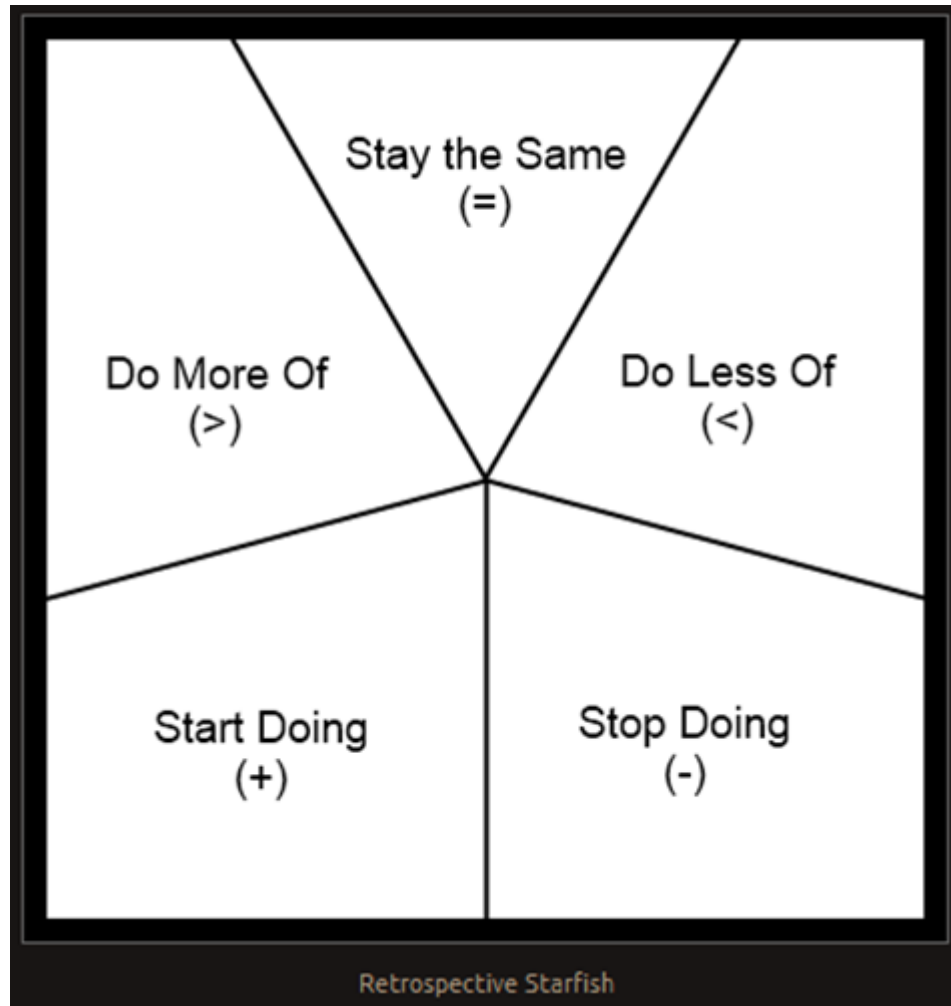 Stay the Same
(=)
Do More Of
(>)
Do Less Of
(<)
Start Doing
(+)
Stop Doing
(-)
Retrospective Starfish